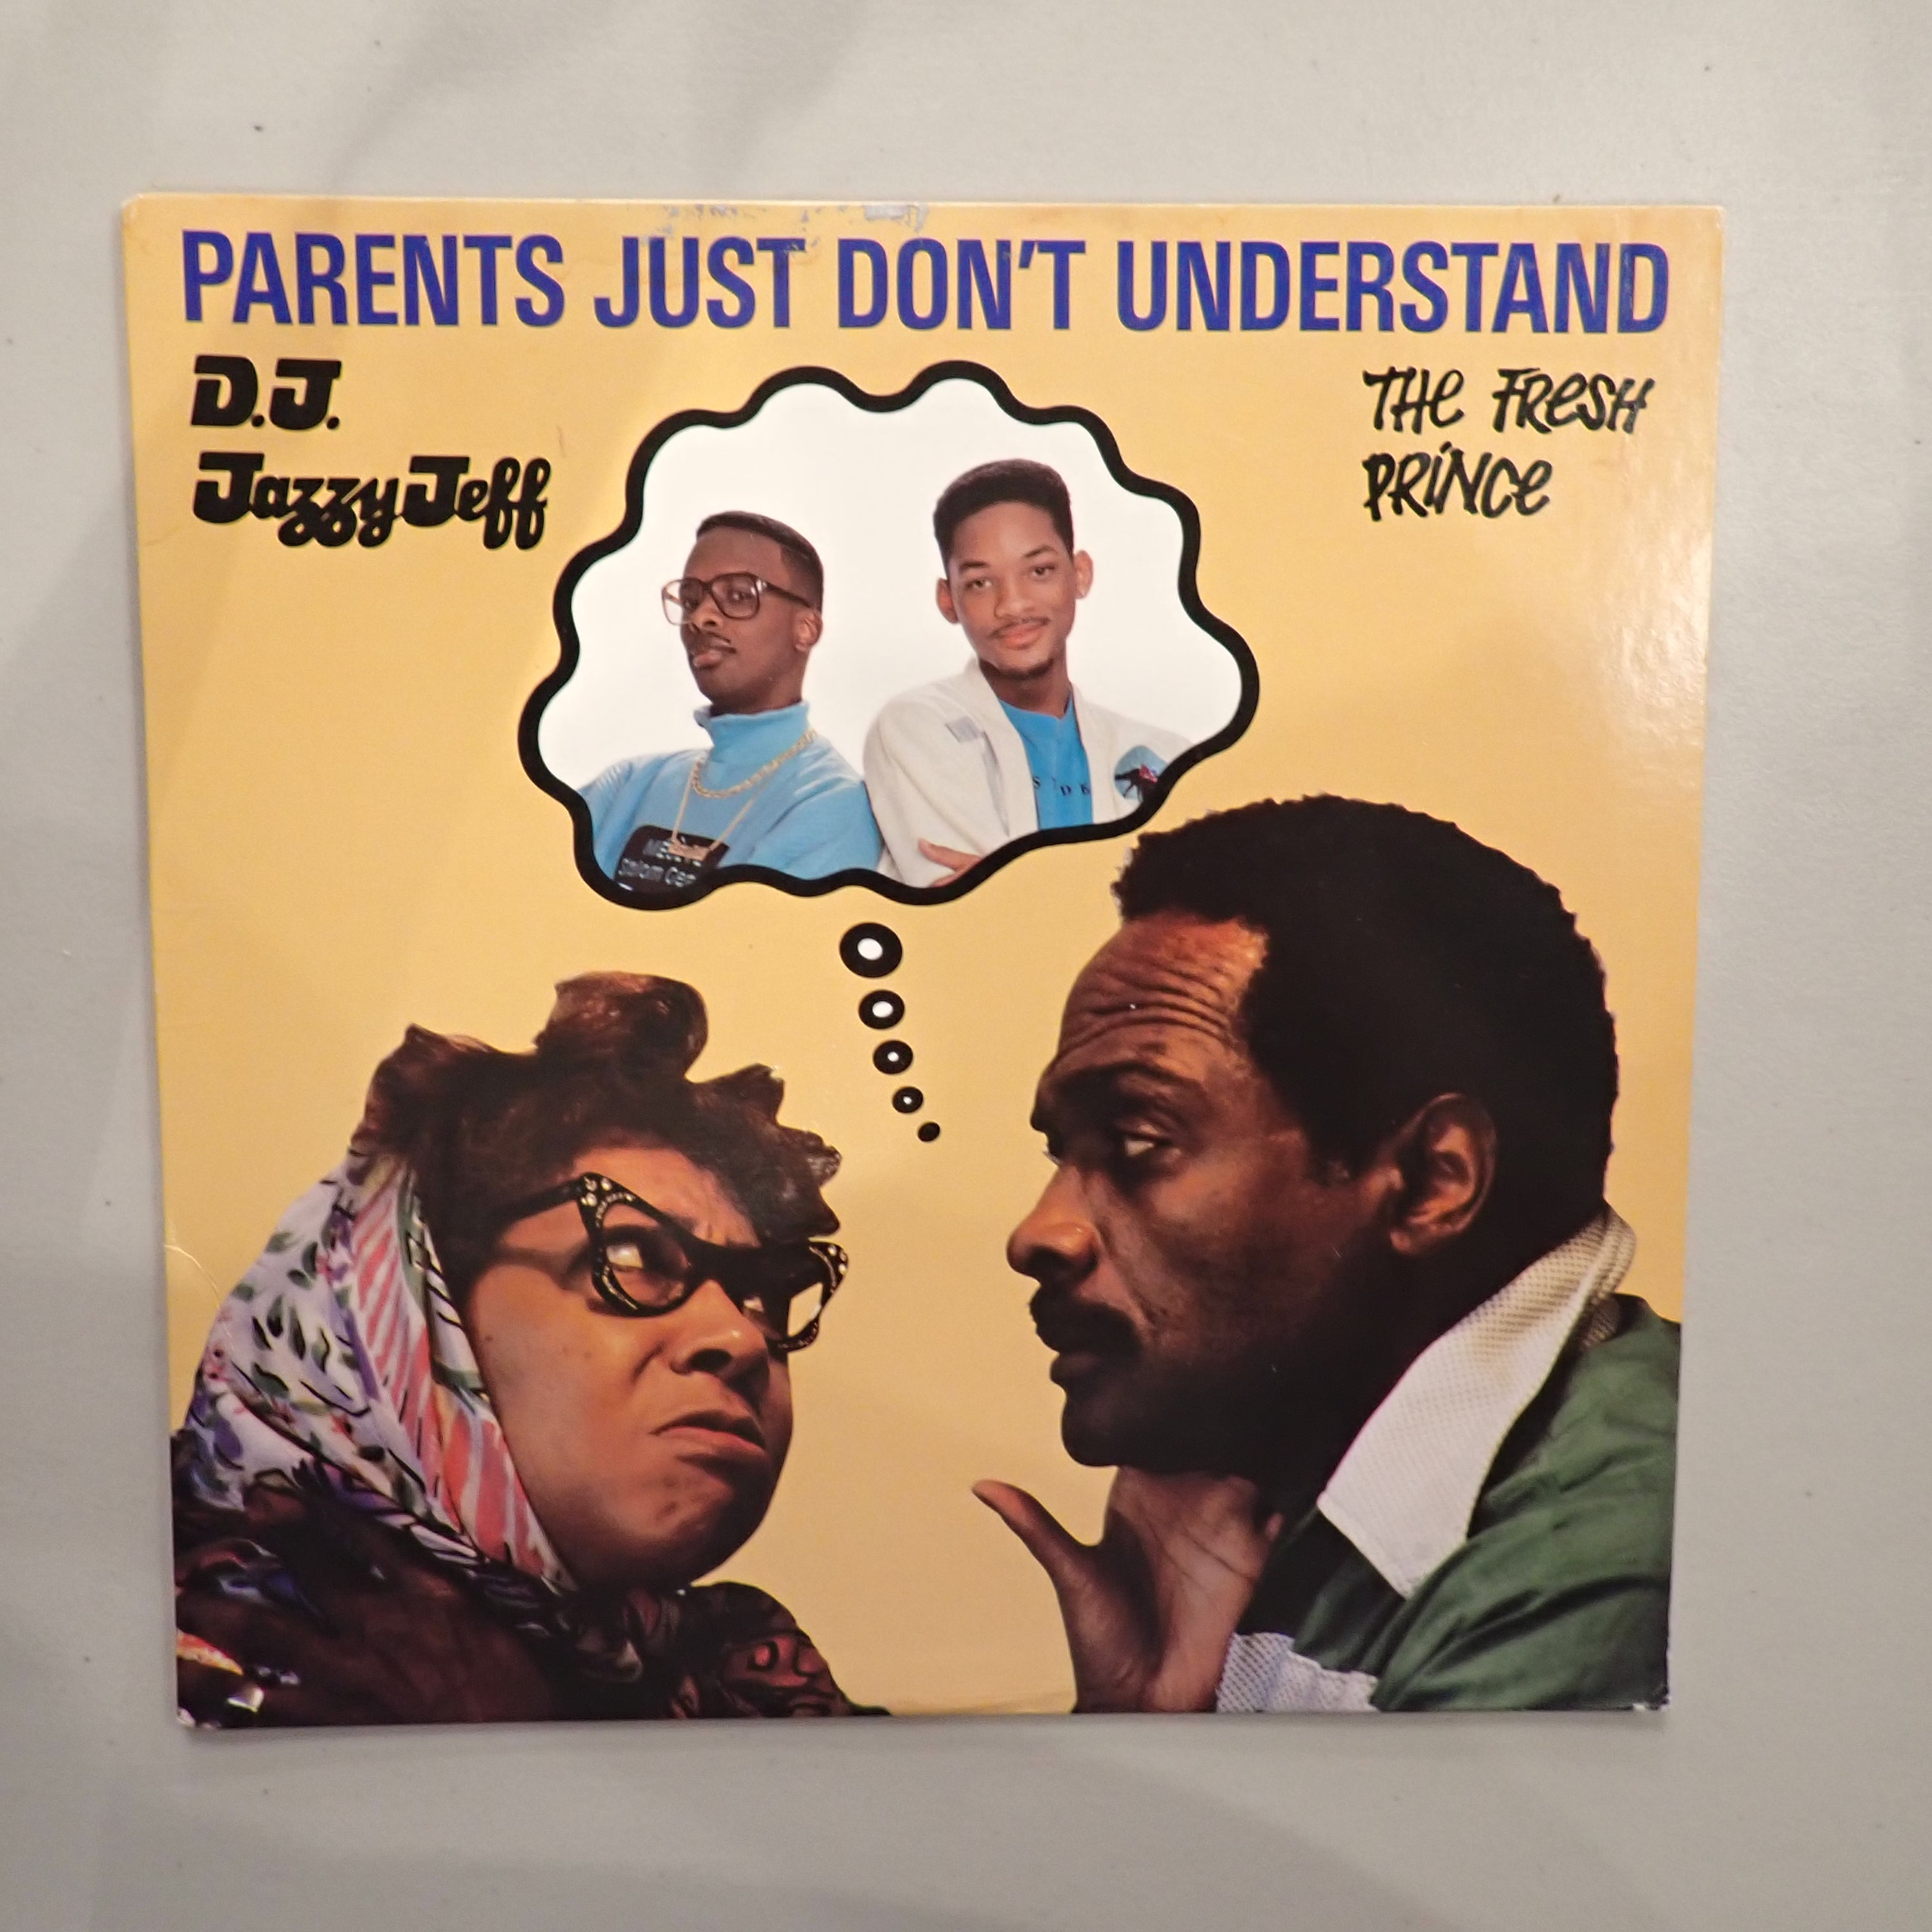 PARENTS JUST DON'T UNDERSTAND
D.J.
Jazzy Jeff
THE FRESH
PRINCE